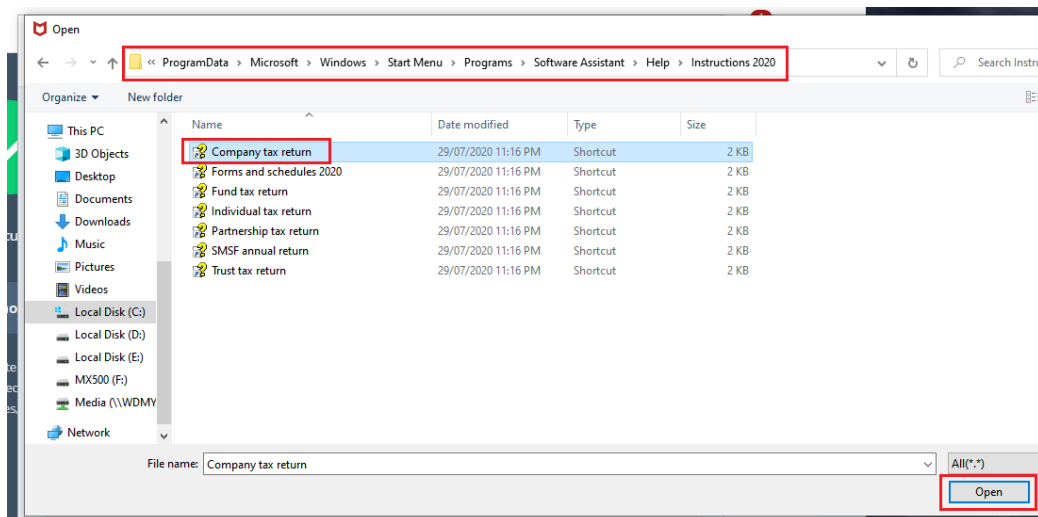 Open
« ProgramData › Microsoft › Windows › Start Menu › Programs › Software Assistant › Help › Instructions 2020
Search Instru
Organize New folder
This PC
3D Objects
Desktop
Documents
Downloads
Music
Pictures
Videos
Local Disk (C:)
Local Disk (D:)
Local Disk (E:)
MX500 (F:)
Media (\\WDMY
Network
Name Date modified Type Size
Company tax return 29/07/2020 11:16 PM Shortcut 2 KB
Forms and schedules 2020 29/07/2020 11:16 PM Shortcut 2 KB
Fund tax return 29/07/2020 11:16 PM Shortcut 2 KB
Individual tax return 29/07/2020 11:16 PM Shortcut 2 KB
Partnership tax return 29/07/2020 11:16 PM Shortcut 2 KB
SMSF annual return 29/07/2020 11:16 PM Shortcut 2 KB
Trust tax return 29/07/2020 11:16 PM Shortcut 2 KB
File name: Company tax return All(*.*)
Open